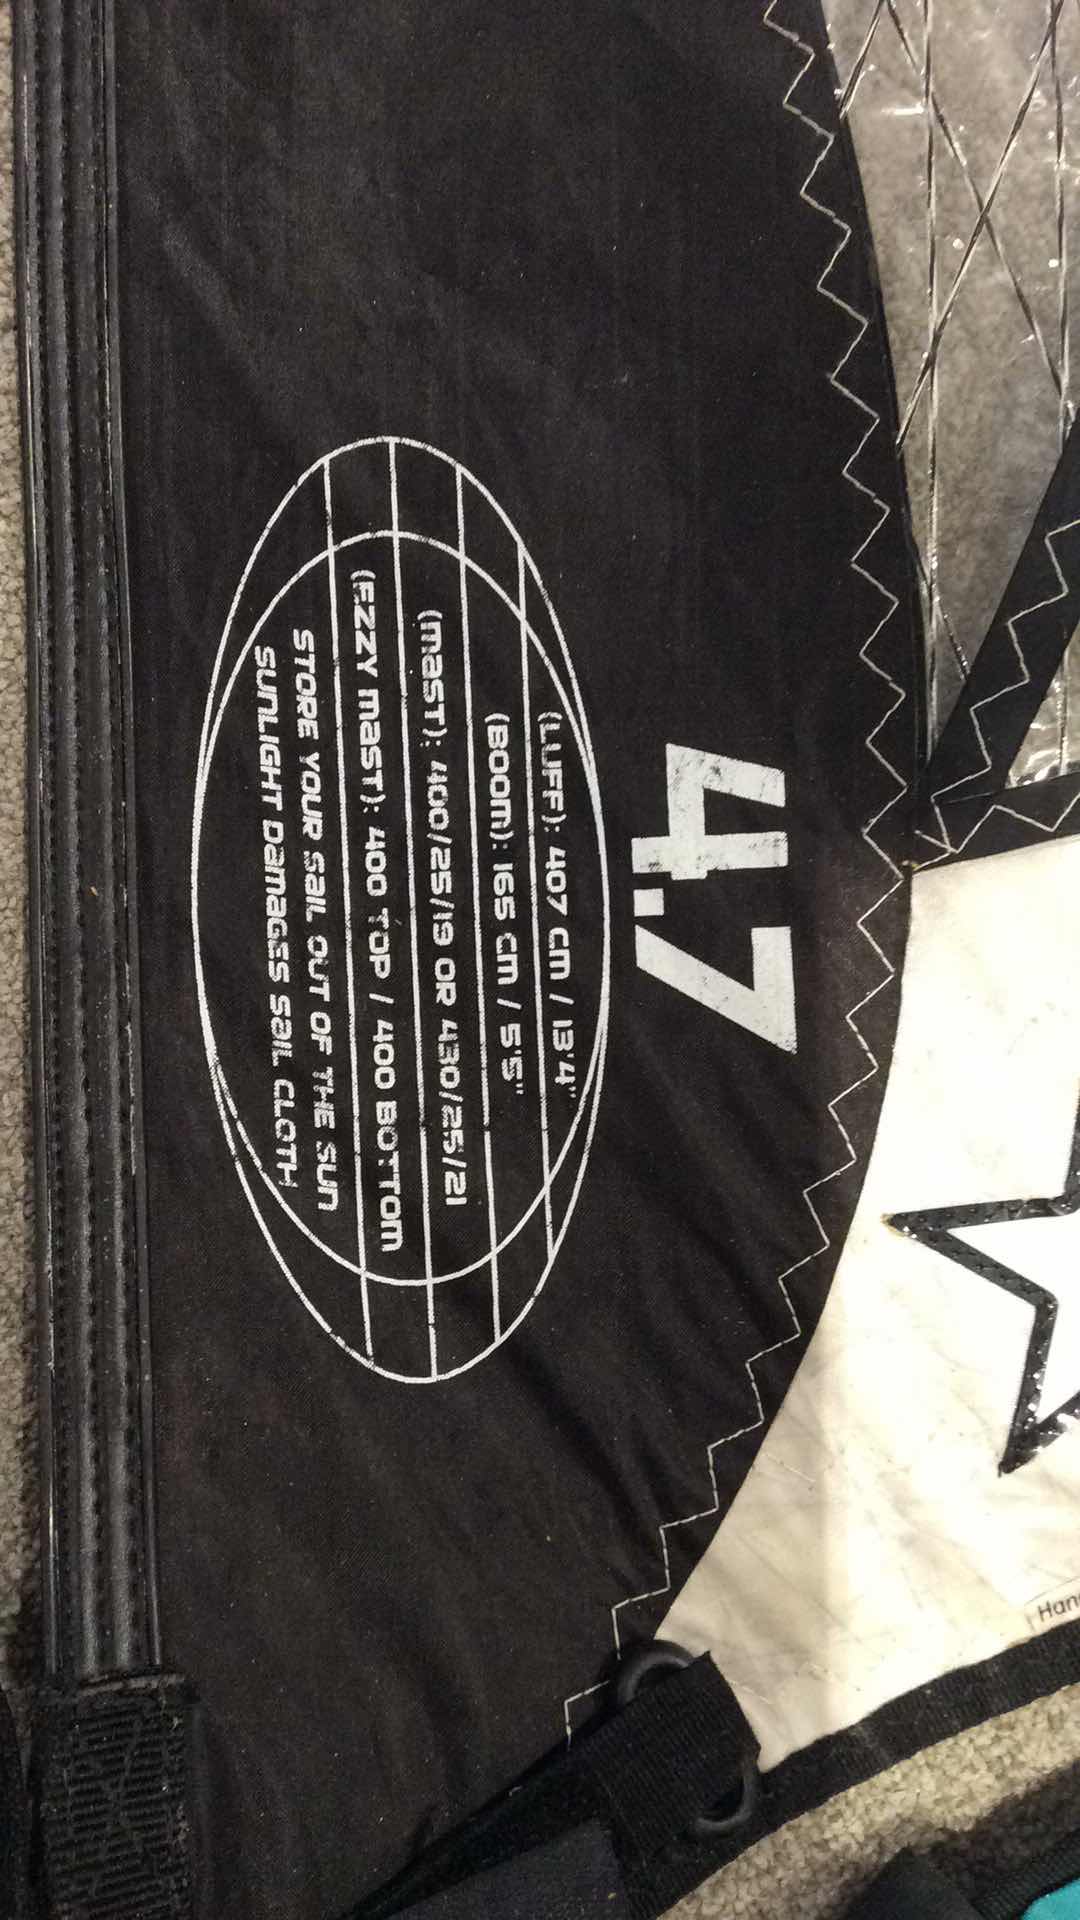 4.7
(LUFF): 407 CM / 13'4"
(BOOM): 165 CM / 5'5"
(MAST): 400/25/19 OR 430/25/21
(EZZY MAST): 400 TOP / 400 BOTTOM
STORE YOUR SAIL OUT OF THE SUN
SUNLIGHT DAMAGES SAIL CLOTH